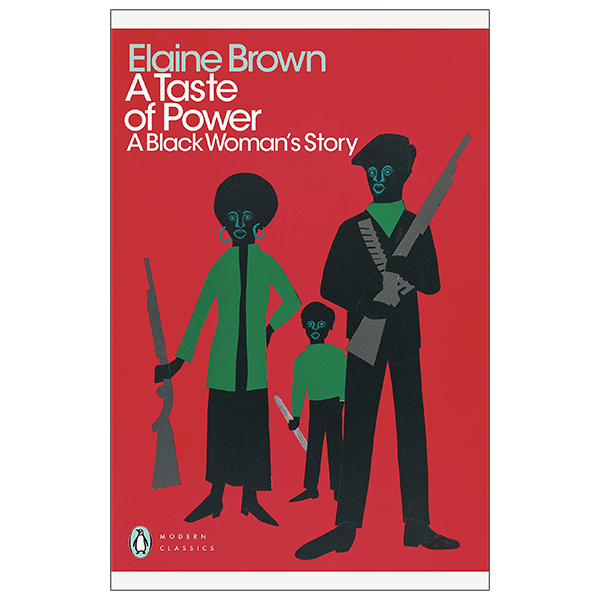 Elaine Brown
A Taste
of Power
A Black Woman's Story
MODERN
CLASSICS